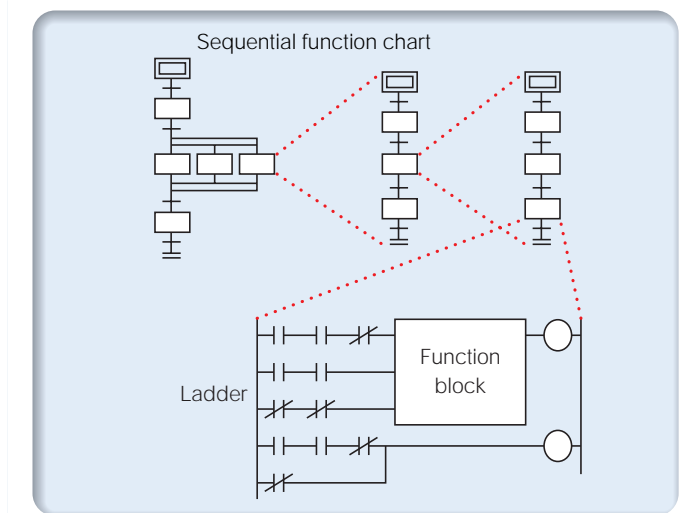 Sequential function chart
Function
block
Ladder